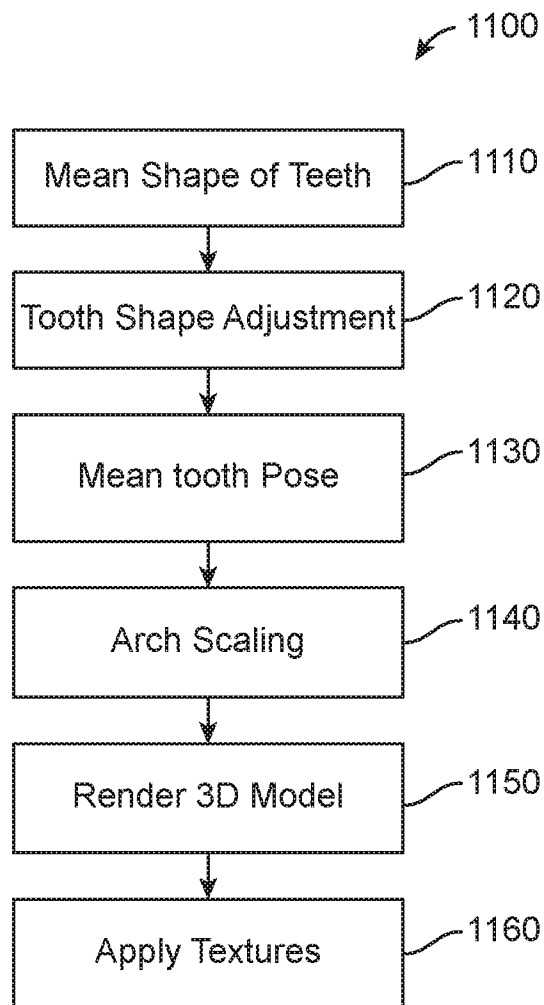 1100
Mean Shape of Teeth
1110
Tooth Shape Adjustment
1120
Mean tooth Pose
1130
Arch Scaling
1140
Render 3D Model
1150
Apply Textures
1160